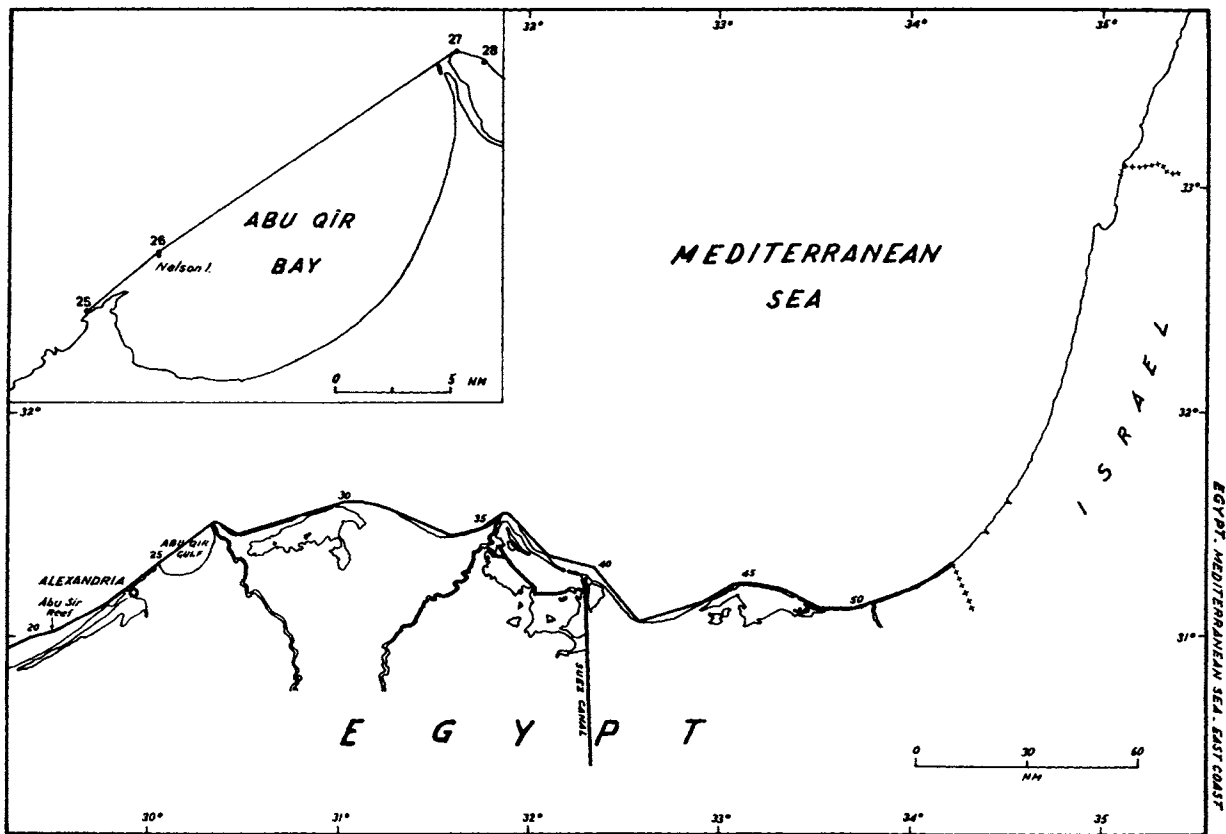 27
28
26
Nelson I.
25
ABU QÎR
BAY
0 5 NM
32° 33° 34° 35°
MEDITERRANEAN
SEA
33°
32° 32°
ISRAEL
30
35
ABU QIR
GULF
25
ALEXANDRIA
Abu Sir
Reef
20
40
45
50
31°
SUEZ CANAL
EGYPT
0 30 60
NM
30° 31° 32° 33° 34° 35°
EGYPT, MEDITERRANEAN SEA - EAST COAST